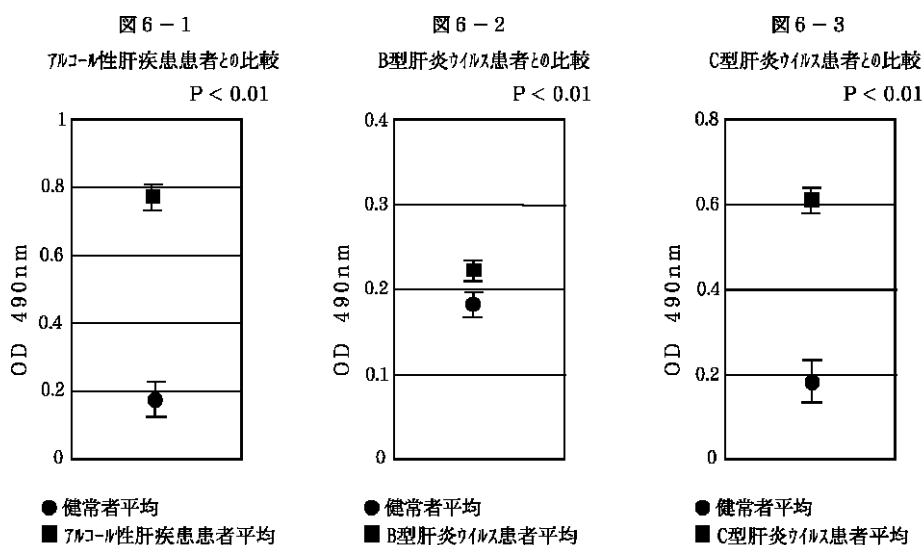 図6-1
アルコール性肝疾患患者との比較
P < 0.01
1
0.8
0.6
0.4
0.2
0
OD 490nm
●健常者平均
■アルコール性肝疾患患者平均
図6-2
B型肝炎ウイルス患者との比較
P < 0.01
0.4
0.3
0.2
0.1
0
OD 490nm
●健常者平均
■B型肝炎ウイルス患者平均
図6-3
C型肝炎ウイルス患者との比較
P < 0.01
0.8
0.6
0.4
0.2
0
OD 490nm
●健常者平均
■C型肝炎ウイルス患者平均